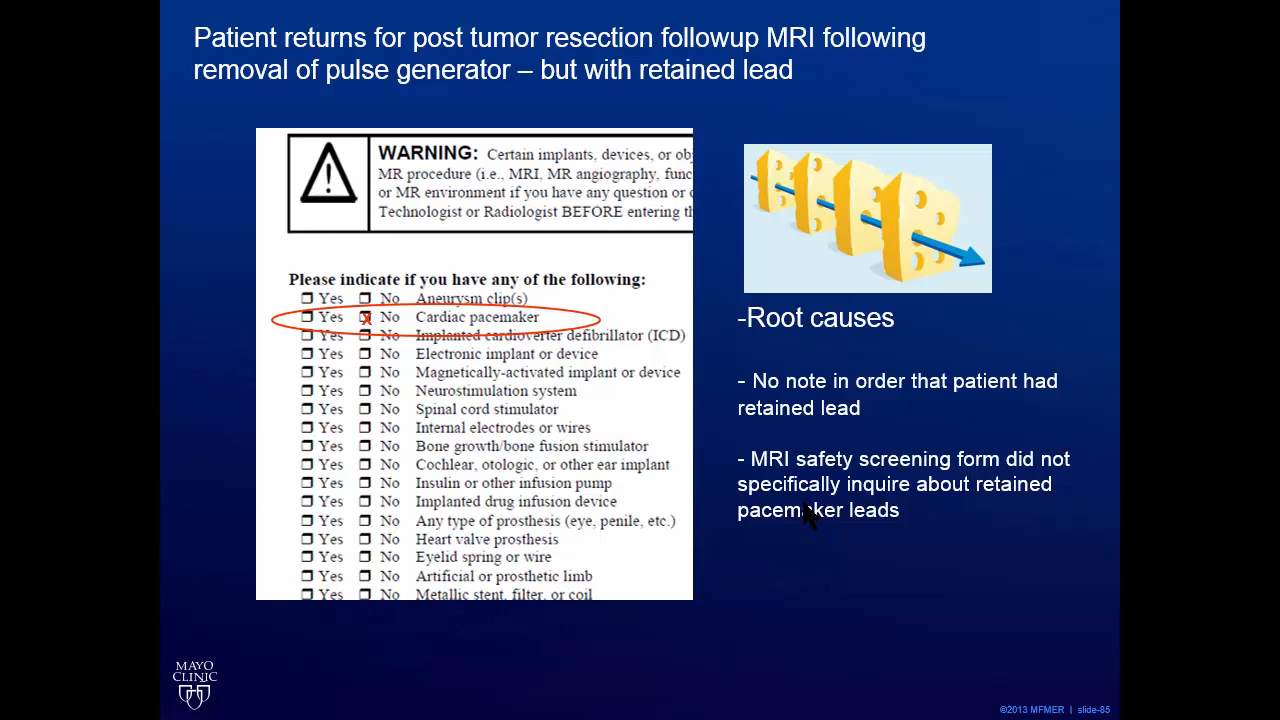 Patient returns for post tumor resection followup MRI following
removal of pulse generator – but with retained lead
WARNING: Certain implants, devices, or obj
MR procedure (i.e., MRI, MR angiography, func
or MR environment if you have any question or c
Technologist or Radiologist BEFORE entering th
Please indicate if you have any of the following:
Yes No Aneurysm clip(s)
Yes X No Cardiac pacemaker
Yes No Implanted cardioverter defibrillator (ICD)
Yes No Electronic implant or device
Yes No Magnetically-activated implant or device
Yes No Neurostimulation system
Yes No Spinal cord stimulator
Yes No Internal electrodes or wires
Yes No Bone growth/bone fusion stimulator
Yes No Cochlear, otologic, or other ear implant
Yes No Insulin or other infusion pump
Yes No Implanted drug infusion device
Yes No Any type of prosthesis (eye, penile, etc.)
Yes No Heart valve prosthesis
Yes No Eyelid spring or wire
Yes No Artificial or prosthetic limb
Yes No Metallic stent, filter, or coil
-Root causes
- No note in order that patient had
retained lead
- MRI safety screening form did not
specifically inquire about retained
pacemaker leads
MAYO
CLINIC
©2013 MFMER | slide-85